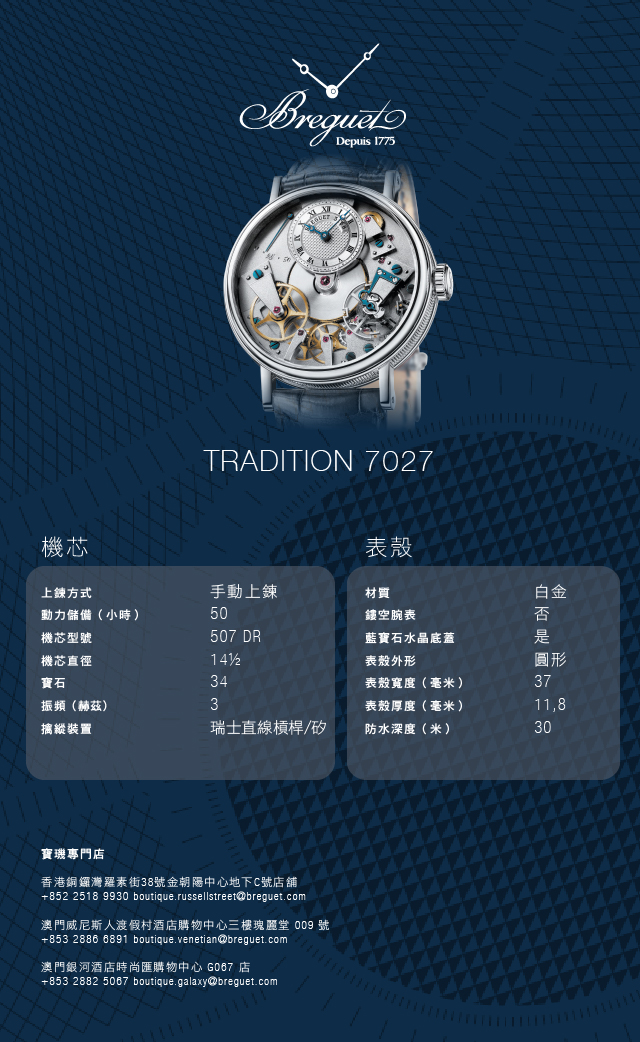 Breguet
Depuis 1775
TRADITION 7027
機芯
上鍊方式 手動上鍊
動力儲備（小時） 50
機芯型號 507 DR
機芯直徑 14½
寶石 34
振頻（赫茲） 3
擒縱裝置 瑞士直線槓桿/矽
表殼
材質 白金
鏤空腕表 否
藍寶石水晶底蓋 是
表殼外形 圓形
表殼寬度（毫米） 37
表殼厚度（毫米） 11,8
防水深度（米） 30
寶璣專門店
香港銅鑼灣羅素街38號金朝陽中心地下C號店舖
+852 2518 9930 boutique.russellstreet@breguet.com
澳門威尼斯人渡假村酒店購物中心三樓瑰麗堂 009 號
+853 2886 6891 boutique.venetian@breguet.com
澳門銀河酒店時尚匯購物中心 G067 店
+853 2882 5067 boutique.galaxy@breguet.com